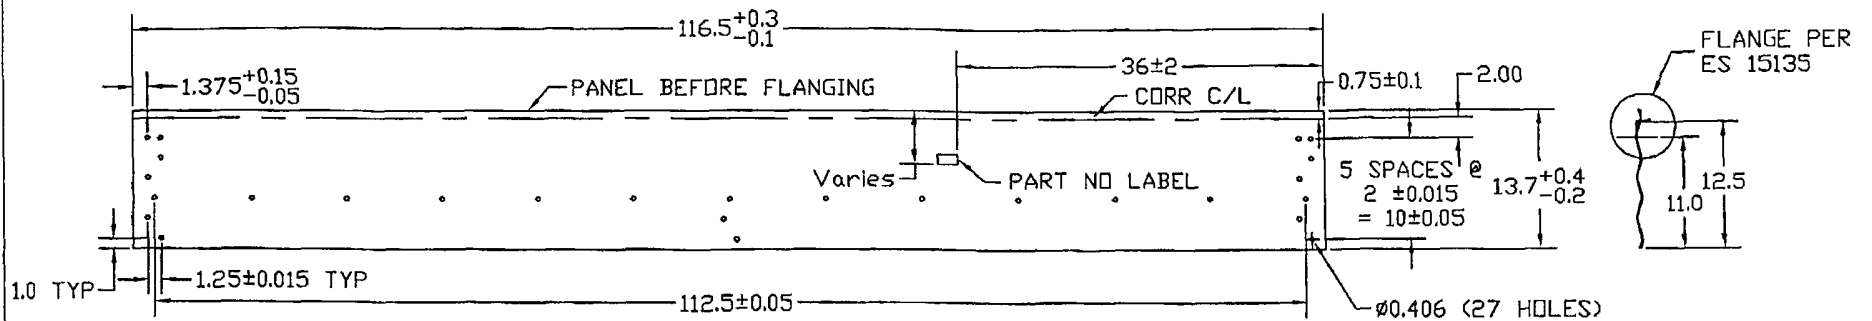 116.5+0.3
-0.1
FLANGE PER
ES 15135
36±2
1.375+0.15
-0.05
PANEL BEFORE FLANGING
CORR C/L
0.75±0.1
2.00
Varies
PART NO LABEL
5 SPACES @
2 ±0.015
= 10±0.05
13.7+0.4
-0.2
11.0
12.5
1.0 TYP
1.25±0.015 TYP
112.5±0.05
ø0.406 (27 HOLES)